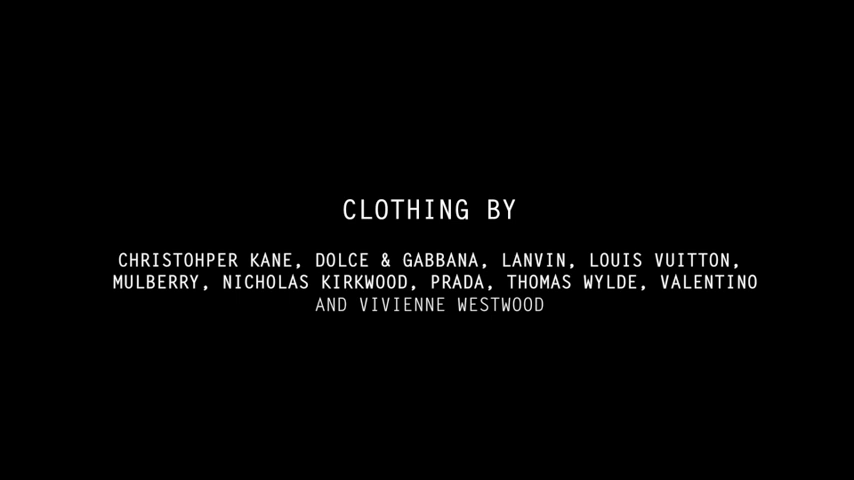 CLOTHING BY
CHRISTOHPER KANE, DOLCE & GABBANA, LANVIN, LOUIS VUITTON,
MULBERRY, NICHOLAS KIRKWOOD, PRADA, THOMAS WYLDE, VALENTINO
AND VIVIENNE WESTWOOD